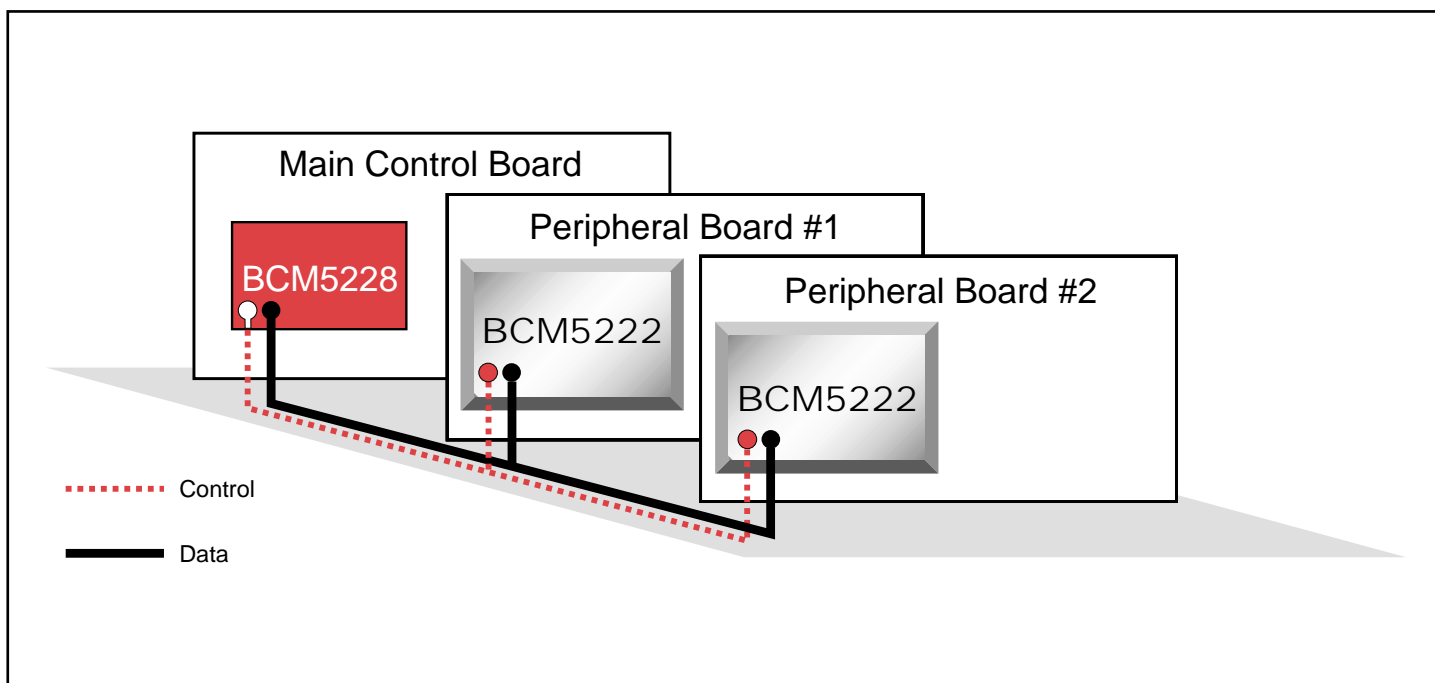 Main Control Board
BCM5228
Peripheral Board #1
BCM5222
Peripheral Board #2
BCM5222
Control
Data